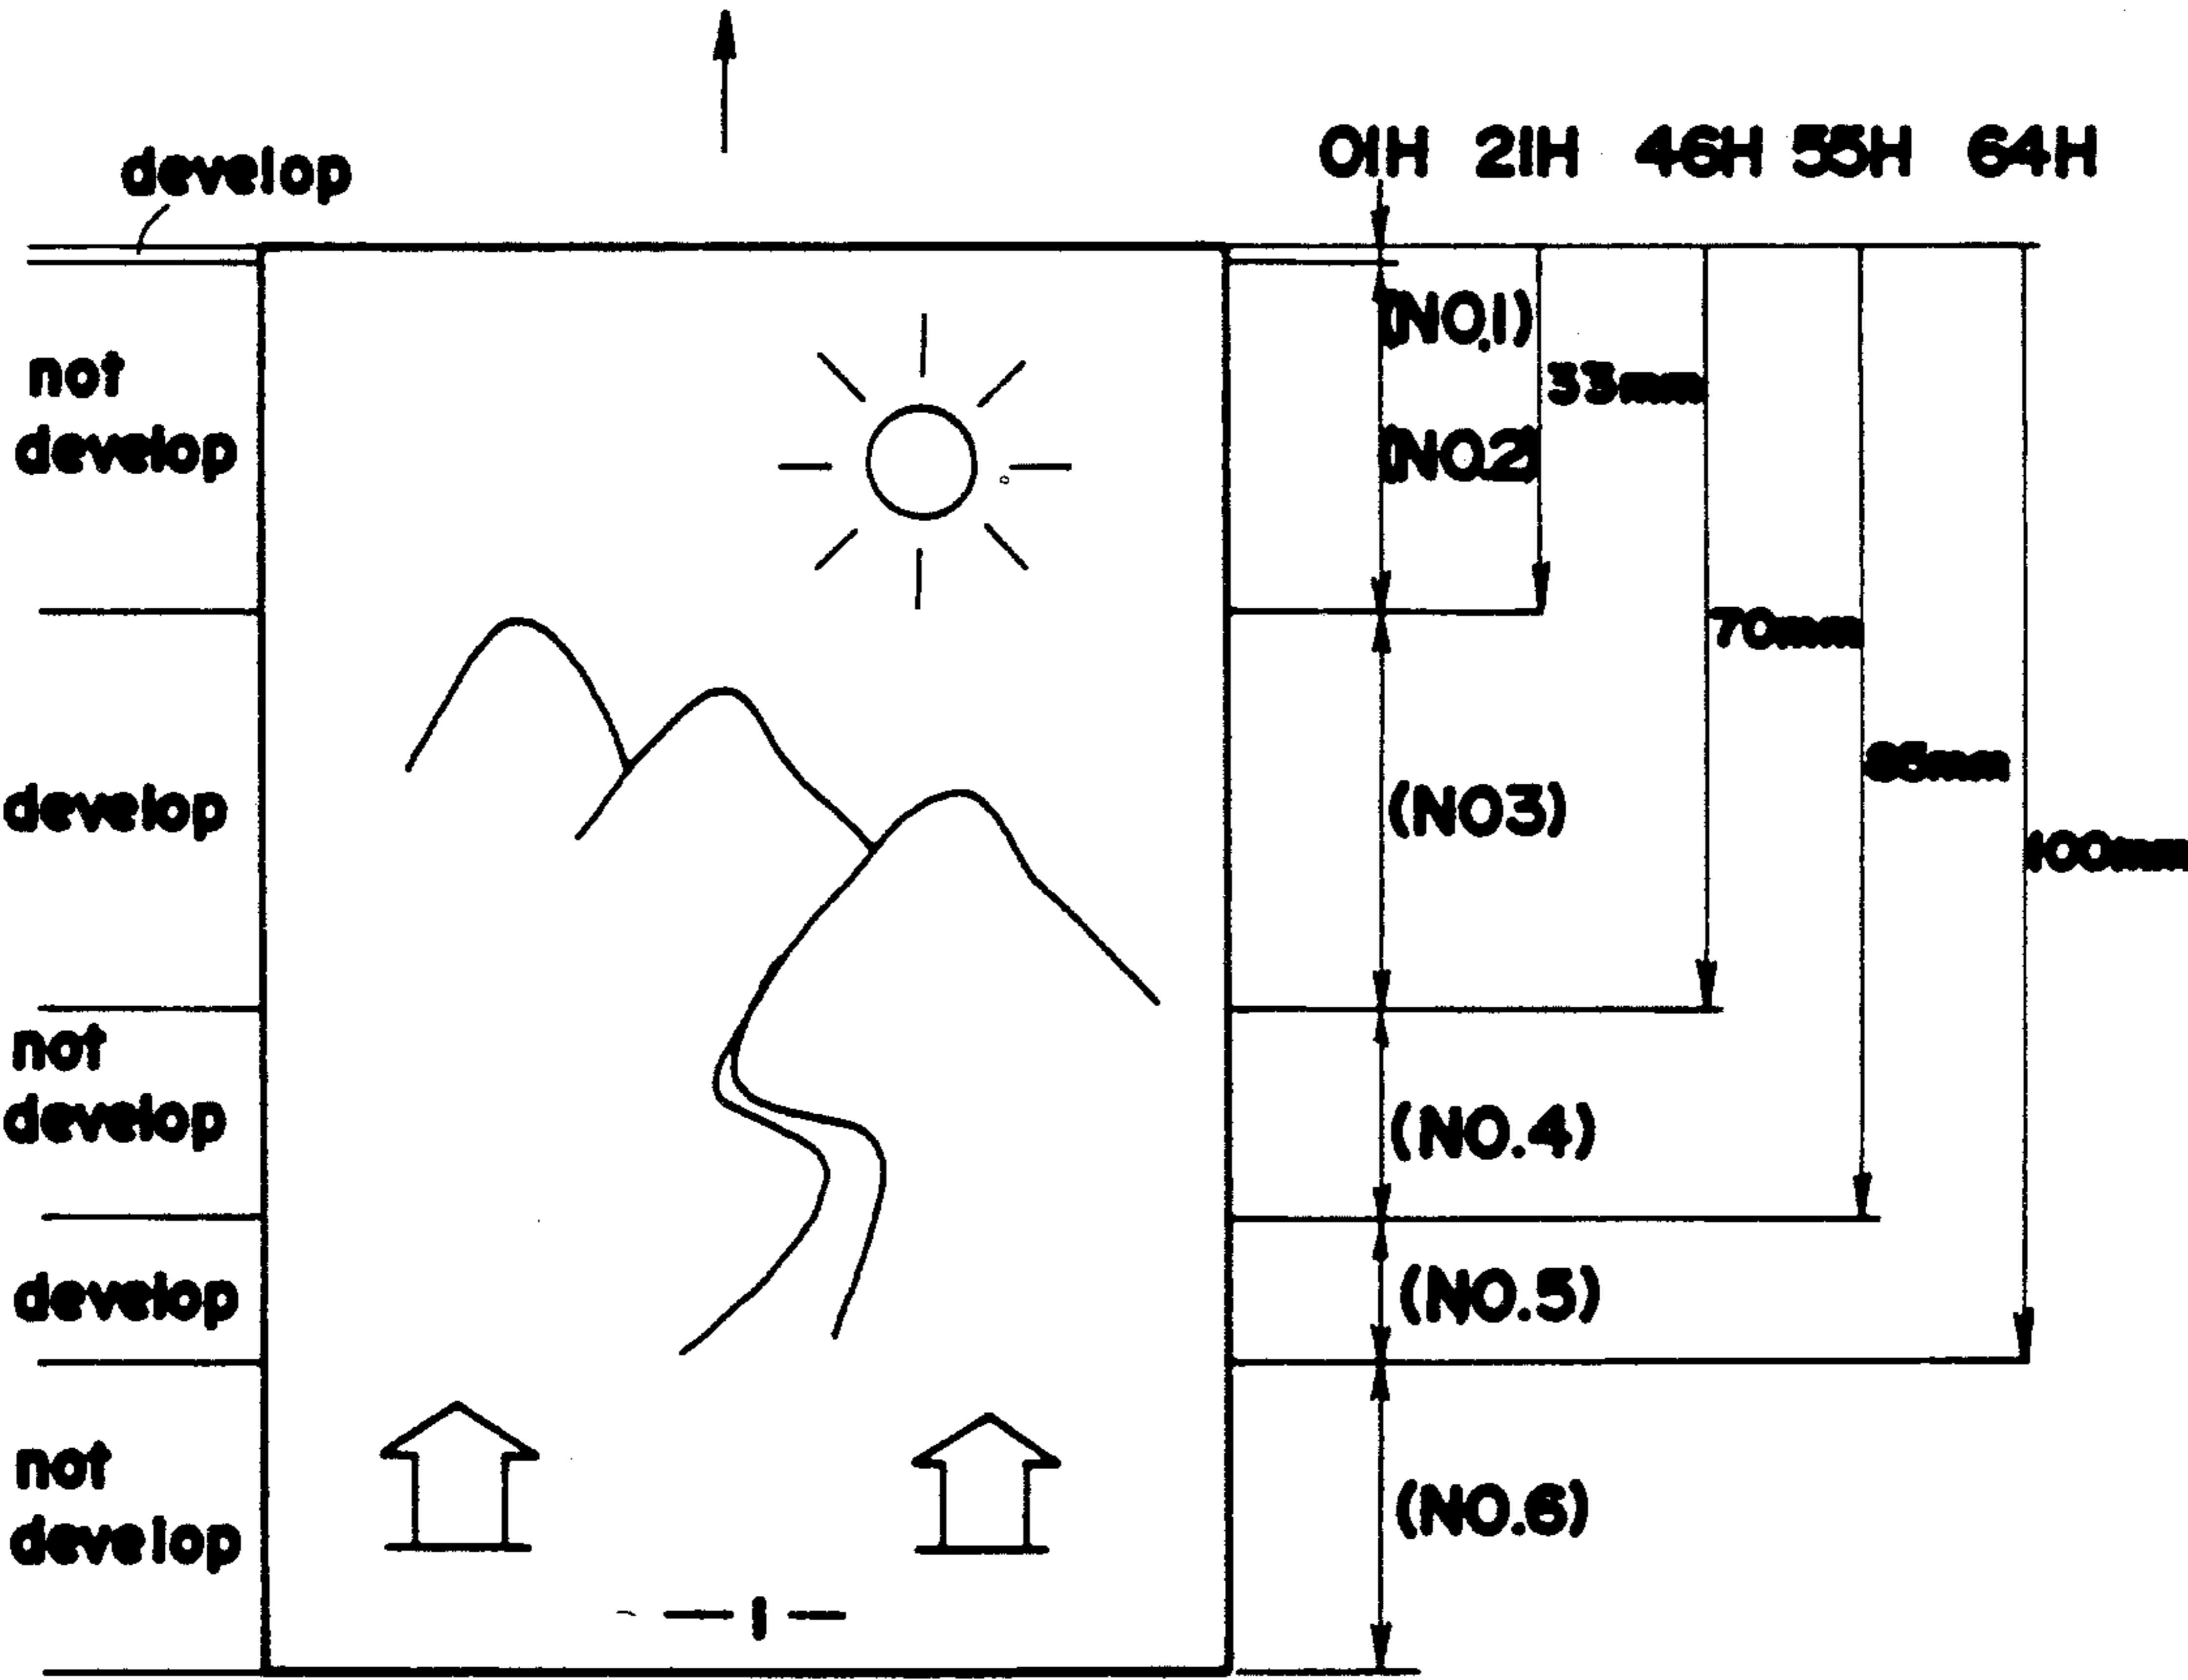 develop
01H 21H 46H 55H 64H
(NO.1)
not
develop
33mm
(NO.2)
70mm
85mm
develop
(NO3)
100mm
not
develop
(NO.4)
develop
(NO.5)
not
develop
(NO.6)
-1-